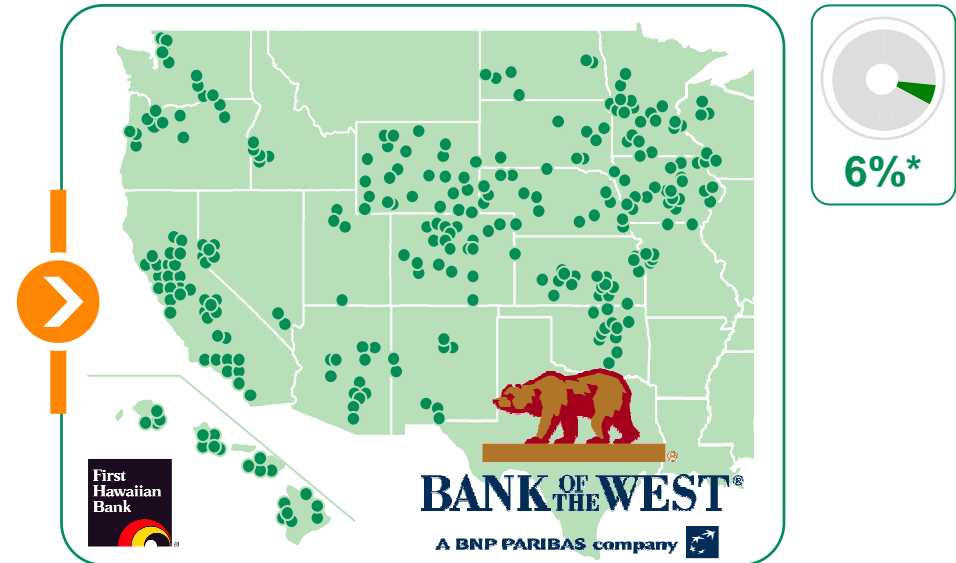 6%*
First
Hawaiian
Bank
BANK OF THE WEST®
A BNP PARIBAS company